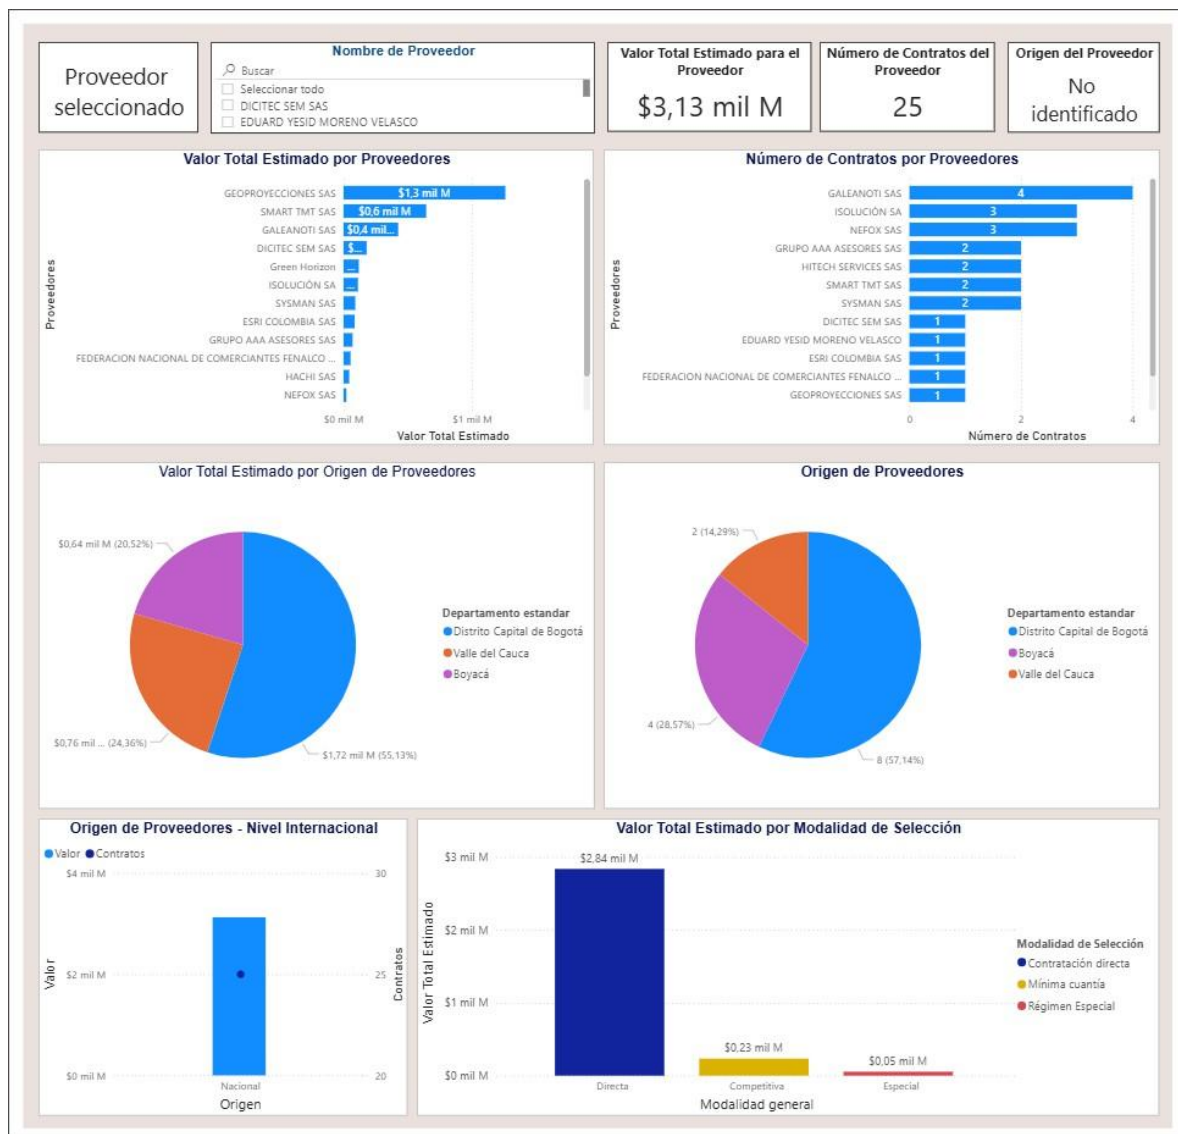 Proveedor
seleccionado
Nombre de Proveedor
Buscar
Seleccionar todo
DICITEC SEM SAS
EDUARD YESID MORENO VELASCO
Valor Total Estimado para el
Proveedor
$3,13 mil M
Número de Contratos del
Proveedor
25
Origen del Proveedor
No
identificado
Valor Total Estimado por Proveedores
Proveedores
GEOPROYECCIONES SAS $1,3 mil M
SMART TMT SAS $0,6 mil M
GALEANOTI SAS $0,4 mil...
DICITEC SEM SAS $...
Green Horizon ...
ISOLUCIÓN SA ...
SYSMAN SAS
ESRI COLOMBIA SAS
GRUPO AAA ASESORES SAS
FEDERACION NACIONAL DE COMERCIANTES FENALCO ...
HACHI SAS
NEFOX SAS
$0 mil M $1 mil M
Valor Total Estimado
Número de Contratos por Proveedores
Proveedores
GALEANOTI SAS 4
ISOLUCIÓN SA 3
NEFOX SAS 3
GRUPO AAA ASESORES SAS 2
HITECH SERVICES SAS 2
SMART TMT SAS 2
SYSMAN SAS 2
DICITEC SEM SAS 1
EDUARD YESID MORENO VELASCO 1
ESRI COLOMBIA SAS 1
FEDERACION NACIONAL DE COMERCIANTES FENALCO ... 1
GEOPROYECCIONES SAS 1
0 2 4
Número de Contratos
Valor Total Estimado por Origen de Proveedores
$0,64 mil M (20,52%)
$0,76 mil ... (24,36%)
$1,72 mil M (55,13%)
Departamento estandar
Distrito Capital de Bogotá
Valle del Cauca
Boyacá
Origen de Proveedores
2 (14,29%)
4 (28,57%)
8 (57,14%)
Departamento estandar
Distrito Capital de Bogotá
Boyacá
Valle del Cauca
Origen de Proveedores - Nivel Internacional
Valor Contratos
$4 mil M 30
$2 mil M 25
$0 mil M 20
Valor
Contratos
Nacional
Origen
Valor Total Estimado por Modalidad de Selección
Valor Total Estimado
$3 mil M
$2 mil M
$1 mil M
$0 mil M
$2,84 mil M
$0,23 mil M
$0,05 mil M
Directa Competitiva Especial
Modalidad general
Modalidad de Selección
Contratación directa
Mínima cuantía
Régimen Especial